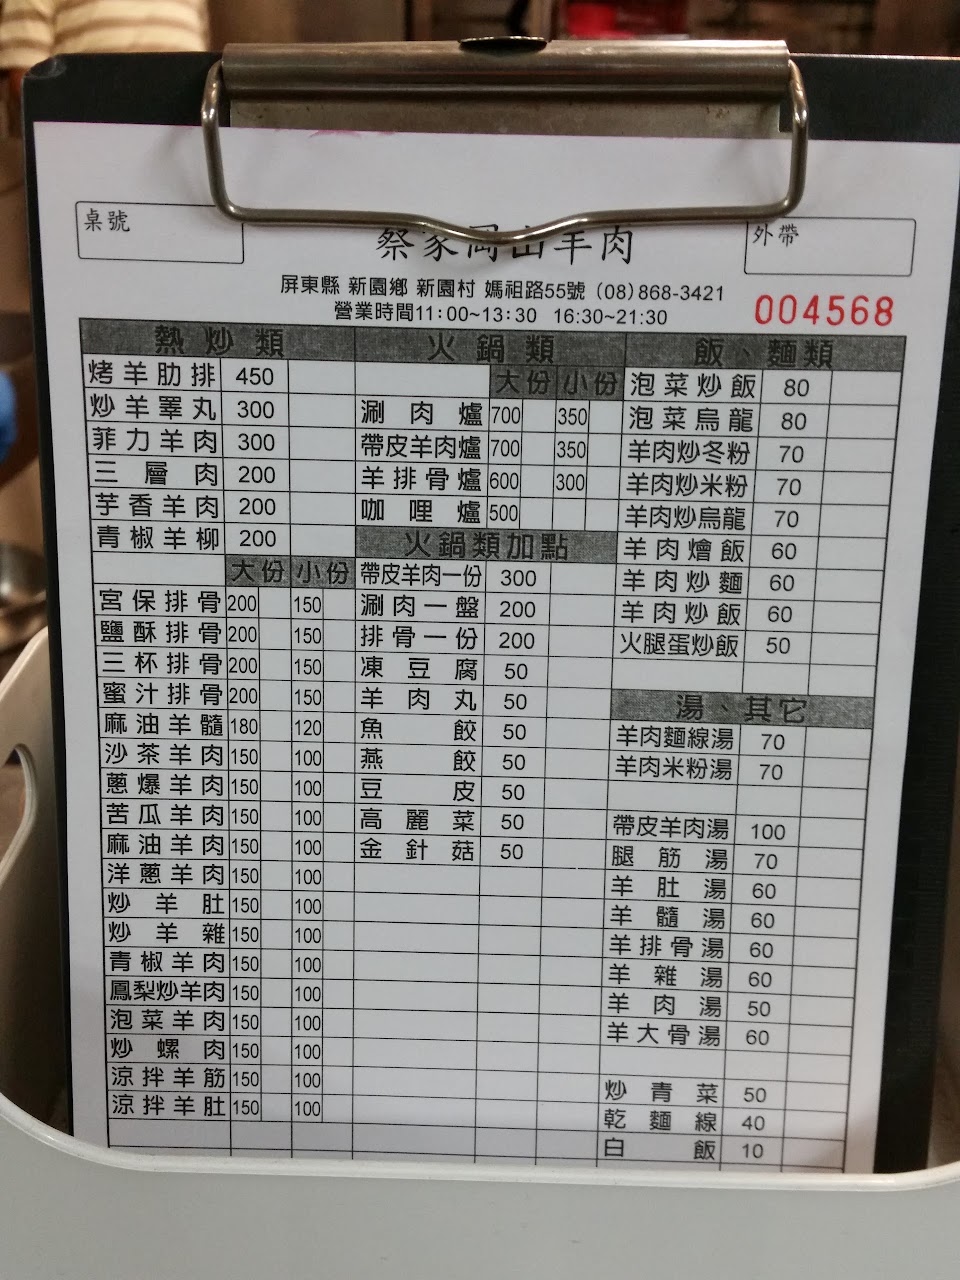 桌號
祭家岡山羊肉
外帶
屏東縣 新園鄉 新園村 媽祖路55號 (08)868-3421
營業時間11:00~13:30 16:30~21:30
004568
熱炒類
烤羊肋排 450
炒羊睪丸 300
菲力羊肉 300
三層肉 200
芋香羊肉 200
青椒羊柳 200
大份 小份
宮保排骨 200 150
鹽酥排骨 200 150
三杯排骨 200 150
蜜汁排骨 200 150
麻油羊髓 180 120
沙茶羊肉 150 100
蔥爆羊肉 150 100
苦瓜羊肉 150 100
麻油羊肉 150 100
洋蔥羊肉 150 100
炒羊肚 150 100
炒羊雜 150 100
青椒羊肉 150 100
鳳梨炒羊肉 150 100
泡菜羊肉 150 100
炒螺肉 150 100
涼拌羊筋 150 100
涼拌羊肚 150 100
火鍋類
大份 小份
涮肉爐 700 350
帶皮羊肉爐 700 350
羊排骨爐 600 300
咖哩爐 500
火鍋類加點
帶皮羊肉一份 300
涮肉一盤 200
排骨一份 200
凍豆腐 50
羊肉丸 50
魚餃 50
燕餃 50
豆皮 50
高麗菜 50
金針菇 50
飯、麵類
泡菜炒飯 80
泡菜烏龍 80
羊肉炒冬粉 70
羊肉炒米粉 70
羊肉炒烏龍 70
羊肉燴飯 60
羊肉炒麵 60
羊肉炒飯 60
火腿蛋炒飯 50
湯、其它
羊肉麵線湯 70
羊肉米粉湯 70
帶皮羊肉湯 100
腿筋湯 70
羊肚湯 60
羊髓湯 60
羊排骨湯 60
羊雜湯 60
羊肉湯 50
羊大骨湯 60
炒青菜 50
乾麵線 40
白飯 10